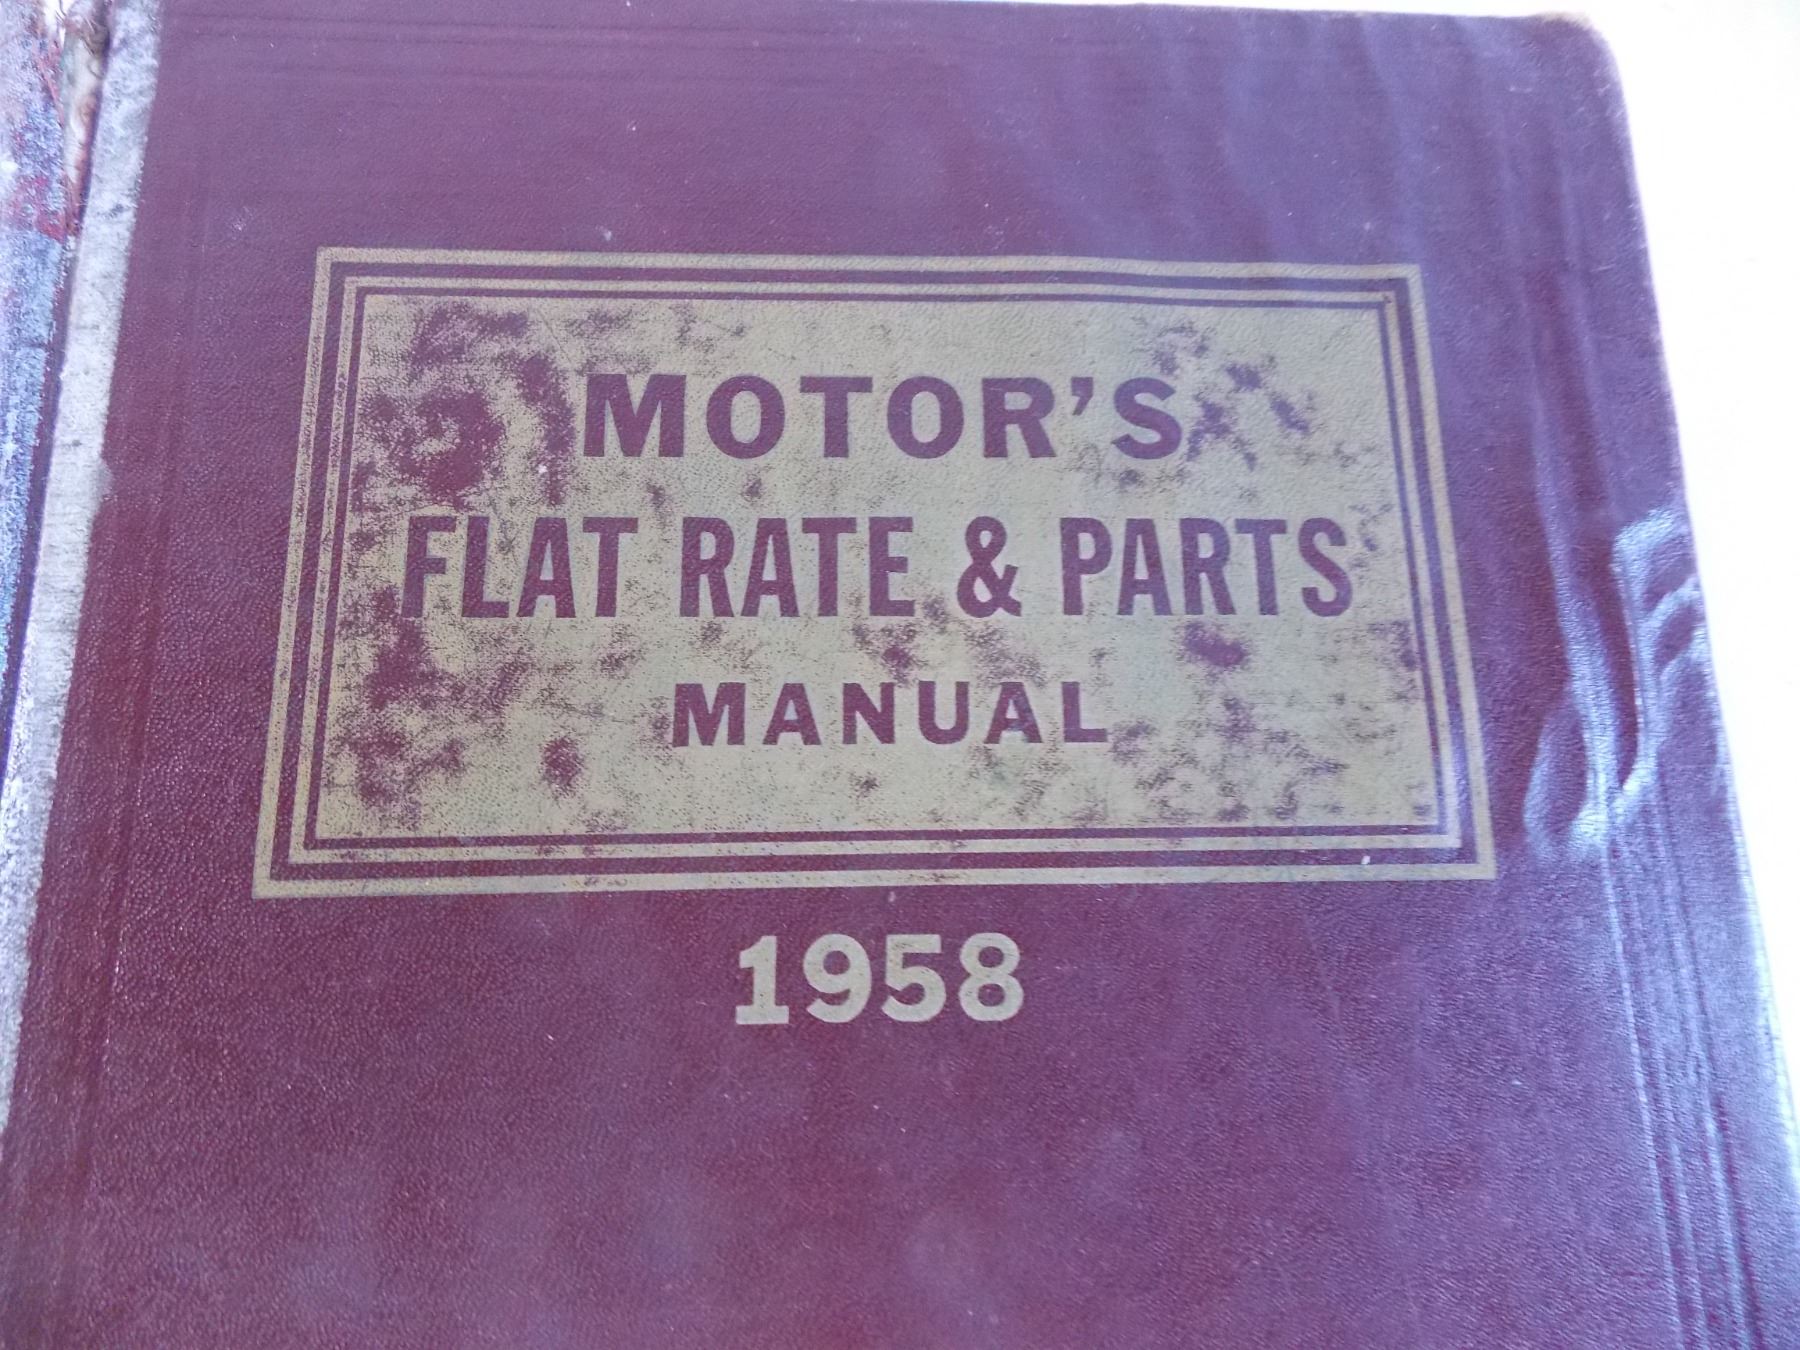 MOTOR'S
FLAT RATE & PARTS
MANUAL
1958